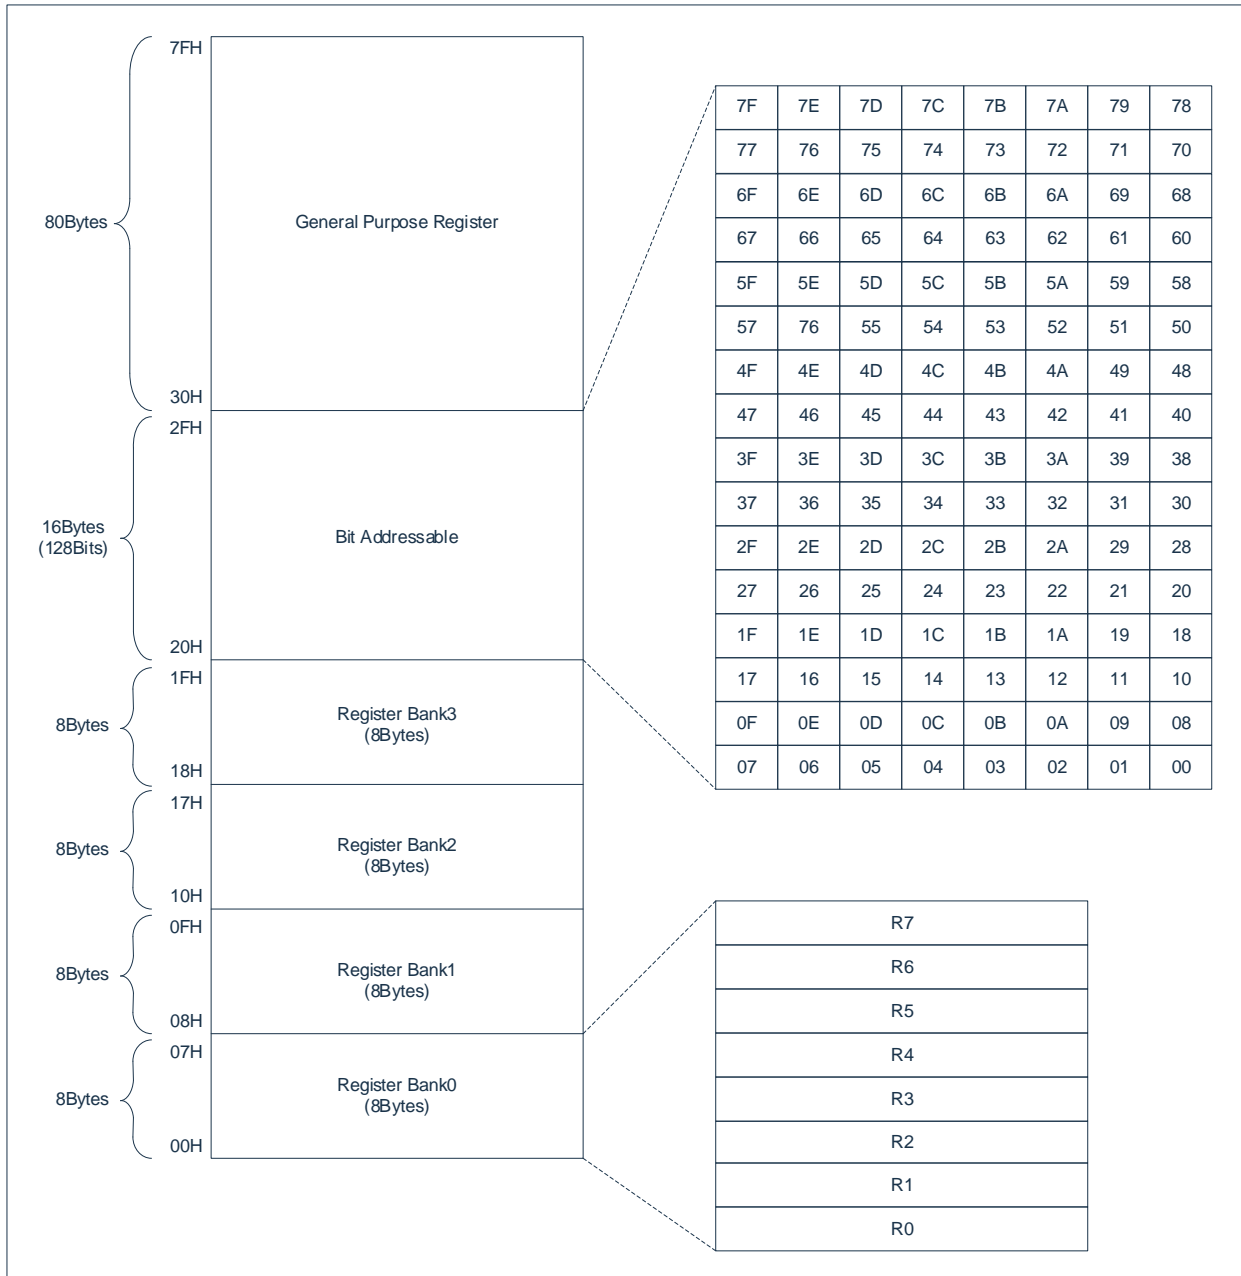 7FH
80Bytes
General Purpose Register
30H
2FH
16Bytes
(128Bits)
Bit Addressable
20H
1FH
8Bytes
Register Bank3
(8Bytes)
18H
17H
8Bytes
Register Bank2
(8Bytes)
10H
0FH
8Bytes
Register Bank1
(8Bytes)
08H
07H
8Bytes
Register Bank0
(8Bytes)
00H
7F 7E 7D 7C 7B 7A 79 78
77 76 75 74 73 72 71 70
6F 6E 6D 6C 6B 6A 69 68
67 66 65 64 63 62 61 60
5F 5E 5D 5C 5B 5A 59 58
57 76 55 54 53 52 51 50
4F 4E 4D 4C 4B 4A 49 48
47 46 45 44 43 42 41 40
3F 3E 3D 3C 3B 3A 39 38
37 36 35 34 33 32 31 30
2F 2E 2D 2C 2B 2A 29 28
27 26 25 24 23 22 21 20
1F 1E 1D 1C 1B 1A 19 18
17 16 15 14 13 12 11 10
0F 0E 0D 0C 0B 0A 09 08
07 06 05 04 03 02 01 00
R7
R6
R5
R4
R3
R2
R1
R0